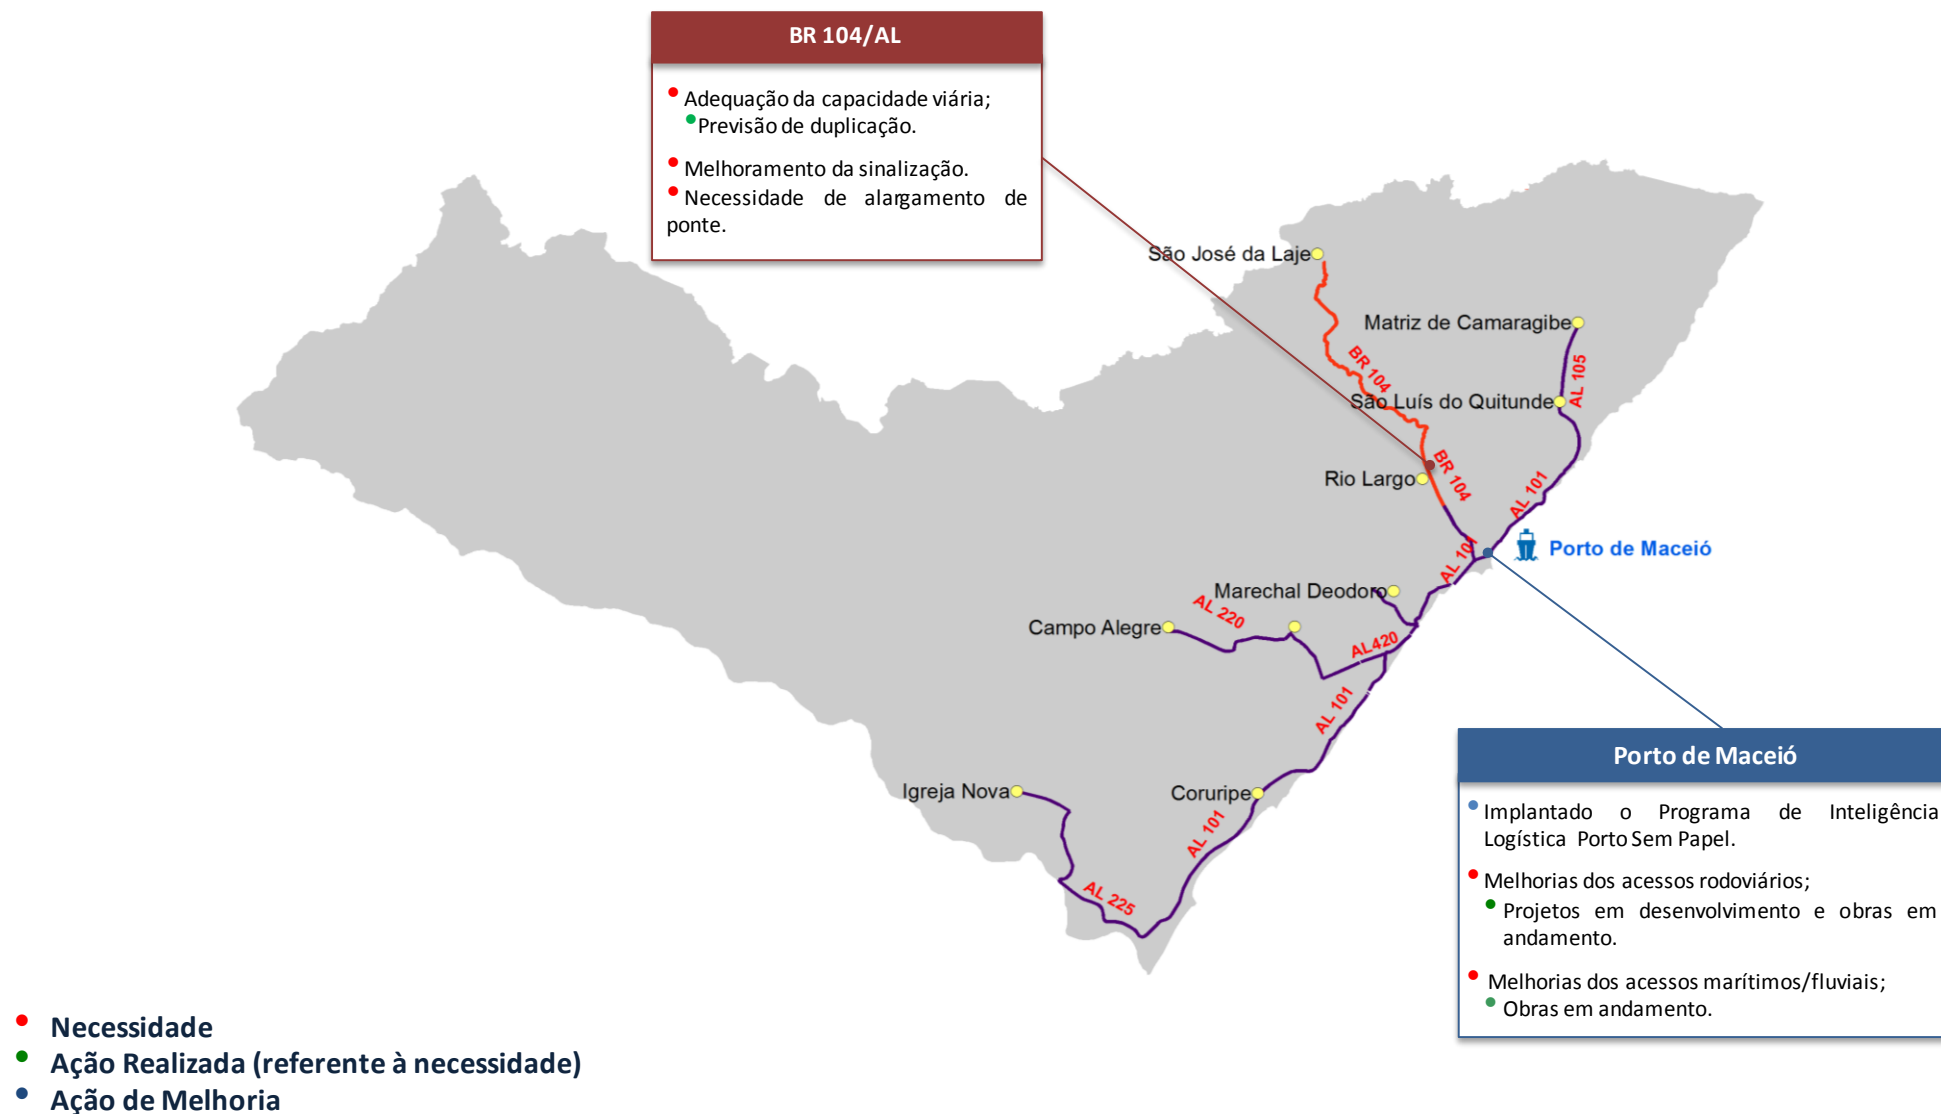 BR 104/AL
Adequação da capacidade viária;
Previsão de duplicação.
Melhoramento da sinalização.
Necessidade de alargamento de
ponte.
São José da Laje
Matriz de Camaragibe
BR 104
AL 105
São Luís do Quitunde
BR 104
Rio Largo
AL 101
Porto de Maceió
AL 101
Marechal Deodoro
AL 220
Campo Alegre
AL420
AL 101
Igreja Nova
Coruripe
AL 101
AL 225
Porto de Maceió
Implantado o Programa de Inteligência
Logística Porto Sem Papel.
Melhorias dos acessos rodoviários;
Projetos em desenvolvimento e obras em
andamento.
Melhorias dos acessos marítimos/fluviais;
Obras em andamento.
Necessidade
Ação Realizada (referente à necessidade)
Ação de Melhoria